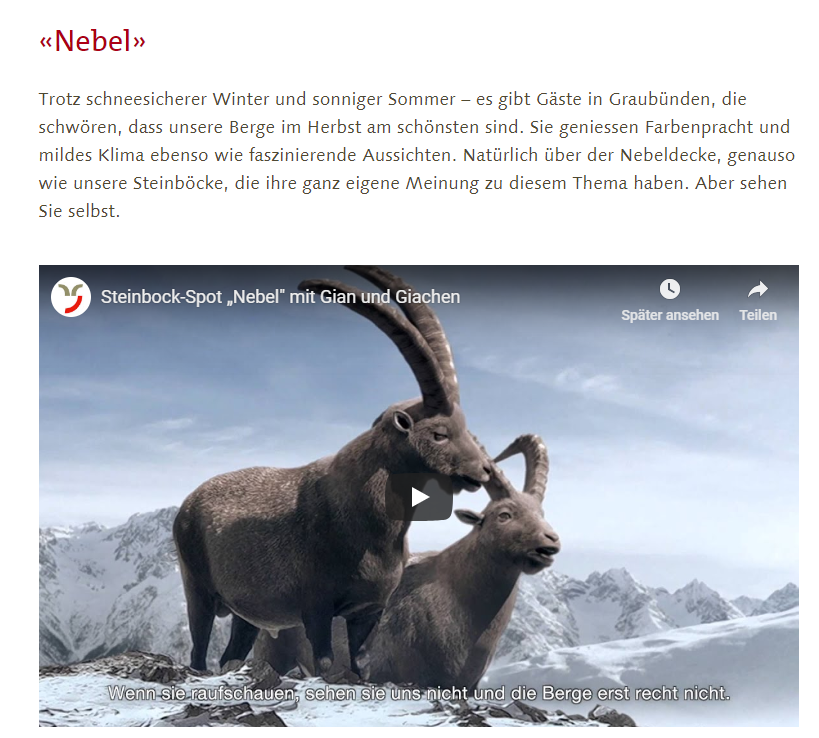 «Nebel»
Trotz schneesicherer Winter und sonniger Sommer – es gibt Gäste in Graubünden, die
schwören, dass unsere Berge im Herbst am schönsten sind. Sie geniessen Farbenpracht und
mildes Klima ebenso wie faszinierende Aussichten. Natürlich über der Nebeldecke, genauso
wie unsere Steinböcke, die ihre ganz eigene Meinung zu diesem Thema haben. Aber sehen
Sie selbst.
Steinbock-Spot „Nebel" mit Gian und Giachen
Später ansehen
Teilen
Wenn sie raufschauen, sehen sie uns nicht und die Berge erst recht nicht.